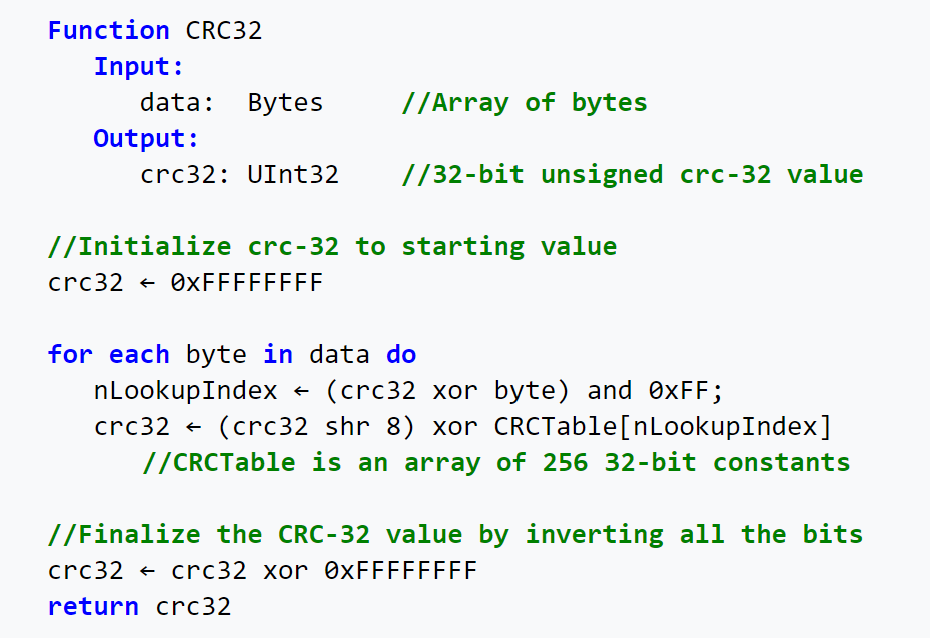 Function CRC32
Input:
data: Bytes //Array of bytes
Output:
crc32: UInt32 //32-bit unsigned crc-32 value
//Initialize crc-32 to starting value
crc32 ← 0xFFFFFFFF
for each byte in data do
nLookupIndex ← (crc32 xor byte) and 0xFF;
crc32 ← (crc32 shr 8) xor CRCTable[nLookupIndex]
//CRCTable is an array of 256 32-bit constants
//Finalize the CRC-32 value by inverting all the bits
crc32 ← crc32 xor 0xFFFFFFFF
return crc32